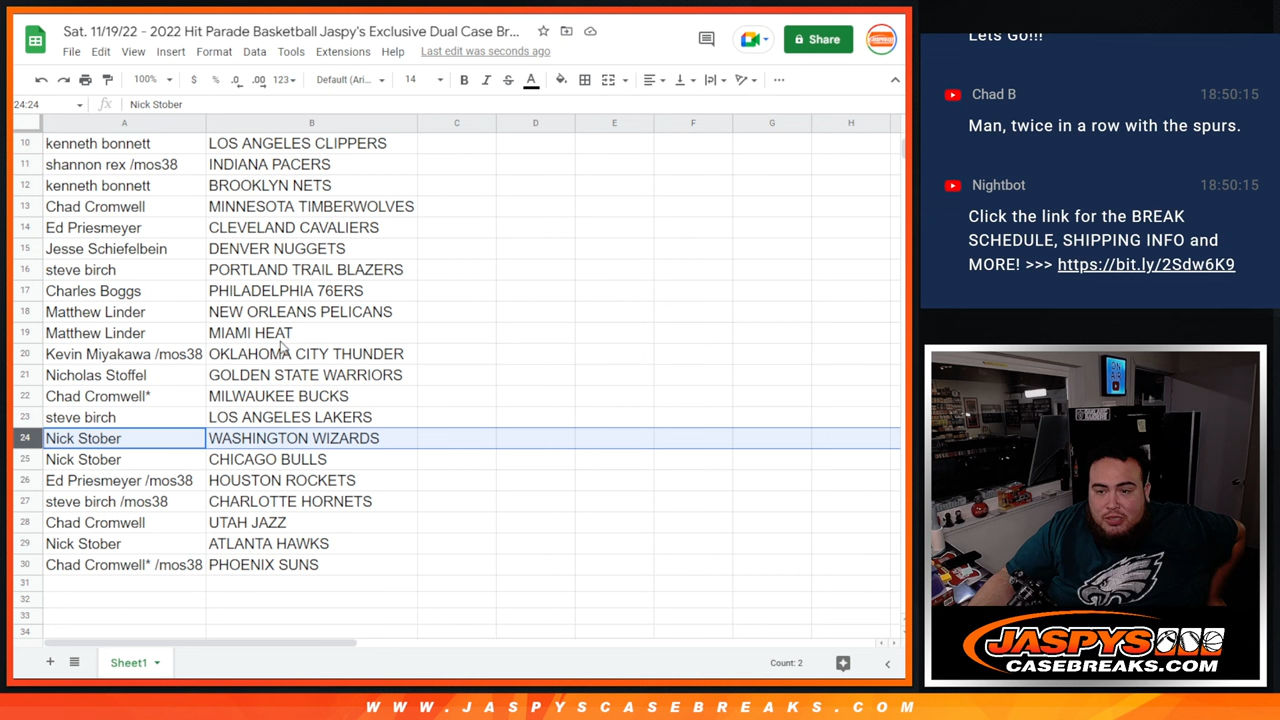 Sat. 11/19/22 - 2022 Hit Parade Basketball Jaspy's Exclusive Dual Case Br...
File Edit View Insert Format Data Tools Extensions Help Last edit was seconds ago
Share
100% $ % .0 .00 123 Default (Ari... 14 B I S A
24:24 fx Nick Stober
A B C D E F G H
10 kenneth bonnett LOS ANGELES CLIPPERS
11 shannon rex /mos38 INDIANA PACERS
12 kenneth bonnett BROOKLYN NETS
13 Chad Cromwell MINNESOTA TIMBERWOLVES
14 Ed Priesmeyer CLEVELAND CAVALIERS
15 Jesse Schiefelbein DENVER NUGGETS
16 steve birch PORTLAND TRAIL BLAZERS
17 Charles Boggs PHILADELPHIA 76ERS
18 Matthew Linder NEW ORLEANS PELICANS
19 Matthew Linder MIAMI HEAT
20 Kevin Miyakawa /mos38 OKLAHOMA CITY THUNDER
21 Nicholas Stoffel GOLDEN STATE WARRIORS
22 Chad Cromwell* MILWAUKEE BUCKS
23 steve birch LOS ANGELES LAKERS
24 Nick Stober WASHINGTON WIZARDS
25 Nick Stober CHICAGO BULLS
26 Ed Priesmeyer /mos38 HOUSTON ROCKETS
27 steve birch /mos38 CHARLOTTE HORNETS
28 Chad Cromwell UTAH JAZZ
29 Nick Stober ATLANTA HAWKS
30 Chad Cromwell* /mos38 PHOENIX SUNS
31
32
33
34
Sheet1 Count: 2
Lets Go!!!
Chad B 18:50:15
Man, twice in a row with the spurs.
Nightbot 18:50:15
Click the link for the BREAK
SCHEDULE, SHIPPING INFO and
MORE! >>> https://bit.ly/2Sdw6K9
ON
AIR
JASPYS
CASEBREAKS.COM
WWW.JASPYSCASEBREAKS.COM